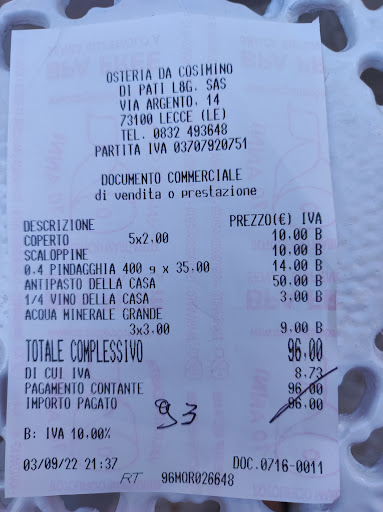 OSTERIA DA COSIMINO
DI PATI L&G. SAS
VIA ARGENTO, 14
73100 LECCE (LE)
TEL. 0832 493648
PARTITA IVA 03707920751
DOCUMENTO COMMERCIALE
di vendita o prestazione
DESCRIZIONE PREZZO(€) IVA
COPERTO 5x2,00 10,00 B
SCALOPPINE 10,00 B
0.4 PINDAGGHIA 400 g x 35,00 14,00 B
ANTIPASTO DELLA CASA 50,00 B
1/4 VINO DELLA CASA 3,00 B
ACQUA MINERALE GRANDE
3x3,00 9,00 B
TOTALE COMPLESSIVO 96,00
DI CUI IVA 8,73
PAGAMENTO CONTANTE 96,00
IMPORTO PAGATO 96,00
93
B: IVA 10,00%
03/09/22 21:37 DOC.0716-0011
RT 96MOR026648